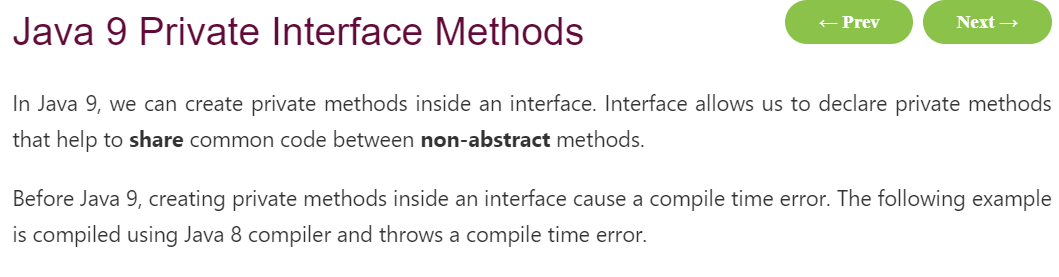 Java 9 Private Interface Methods
← Prev
Next →
In Java 9, we can create private methods inside an interface. Interface allows us to declare private methods
that help to share common code between non-abstract methods.
Before Java 9, creating private methods inside an interface cause a compile time error. The following example
is compiled using Java 8 compiler and throws a compile time error.